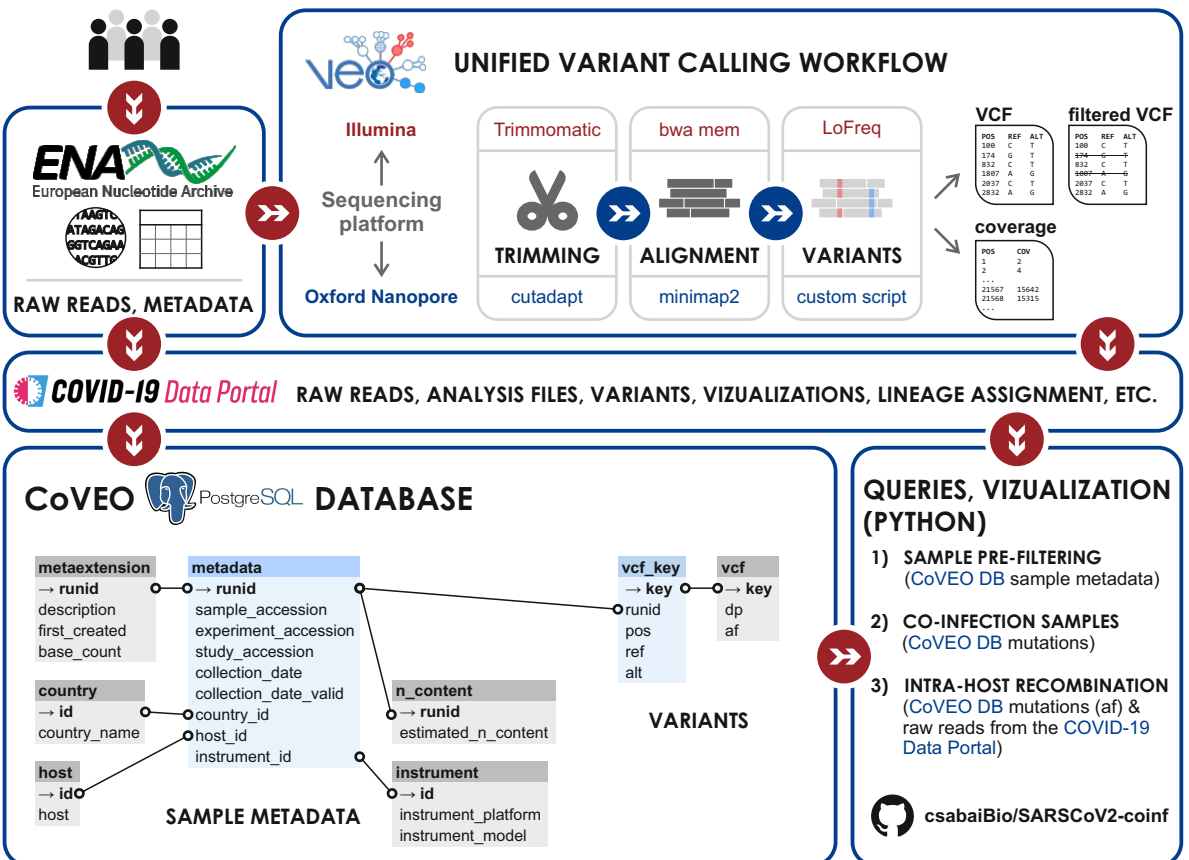 VEO
UNIFIED VARIANT CALLING WORKFLOW
ENA
European Nucleotide Archive
TAAGTC
ATAGACAG
GGTCAGAA
ACGTTC
RAW READS, METADATA
Illumina
Sequencing
platform
Oxford Nanopore
Trimmomatic
TRIMMING
cutadapt
bwa mem
ALIGNMENT
minimap2
LoFreq
VARIANTS
custom script
VCF
POS REF ALT
100 C T
174 G T
832 C T
1807 A G
2037 C T
2832 A G
filtered VCF
POS REF ALT
100 C T
174 G T
832 C T
1807 A G
2037 C T
2832 A G
coverage
POS COV
1 2
2 4
...
21567 15642
21568 15315
...
COVID-19 Data Portal
RAW READS, ANALYSIS FILES, VARIANTS, VIZUALIZATIONS, LINEAGE ASSIGNMENT, ETC.
CoVEO PostgreSQL DATABASE
metaextension
→ runid
description
first_created
base_count
country
→ id
country_name
host
→ id
host
metadata
→ runid
sample_accession
experiment_accession
study_accession
collection_date
collection_date_valid
country_id
host_id
instrument_id
SAMPLE METADATA
n_content
→ runid
estimated_n_content
instrument
→ id
instrument_platform
instrument_model
vcf_key
→ key
runid
pos
ref
alt
vcf
→ key
dp
af
VARIANTS
QUERIES, VIZUALIZATION
(PYTHON)
1) SAMPLE PRE-FILTERING
(CoVEO DB sample metadata)
2) CO-INFECTION SAMPLES
(CoVEO DB mutations)
3) INTRA-HOST RECOMBINATION
(CoVEO DB mutations (af) &
raw reads from the COVID-19
Data Portal)
csabaiBio/SARSCoV2-coinf